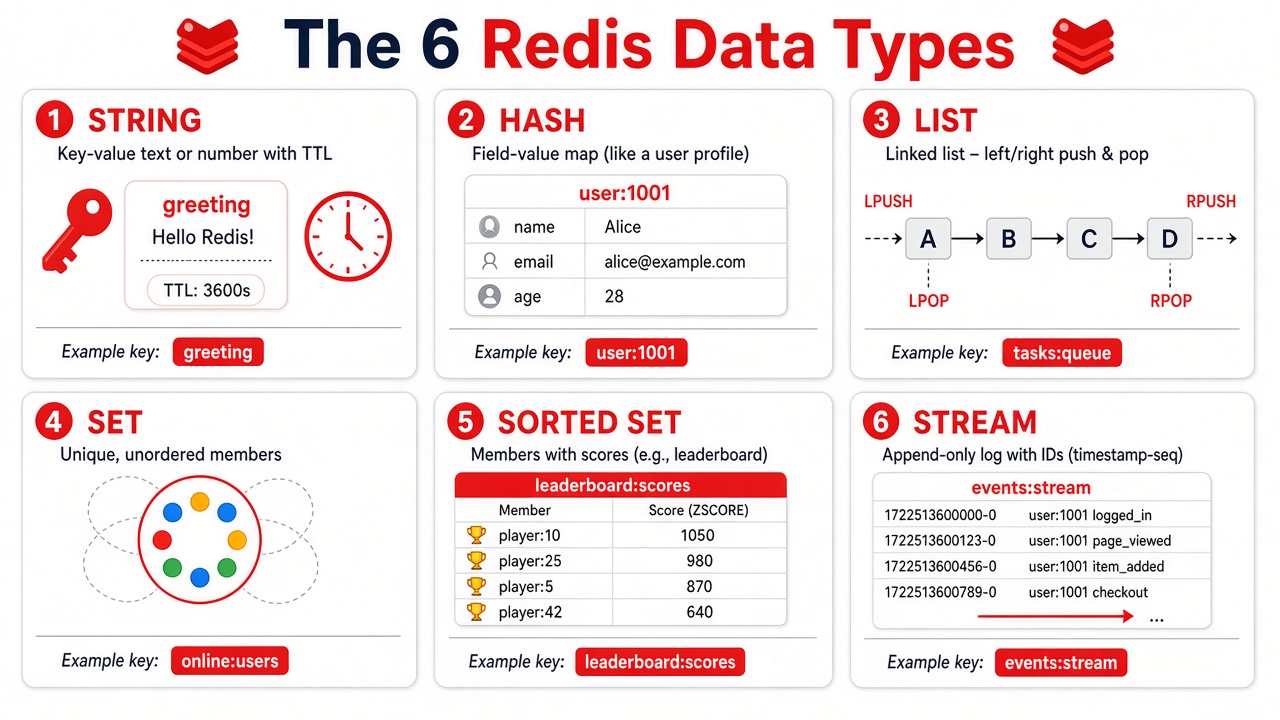 The 6 Redis Data Types
1 STRING
Key-value text or number with TTL
greeting
Hello Redis!
TTL: 3600s
Example key: greeting
2 HASH
Field-value map (like a user profile)
user:1001
name Alice
email alice@example.com
age 28
Example key: user:1001
3 LIST
Linked list – left/right push & pop
LPUSH RPUSH
A B C D
LPOP RPOP
Example key: tasks:queue
4 SET
Unique, unordered members
Example key: online:users
5 SORTED SET
Members with scores (e.g., leaderboard)
leaderboard:scores
Member Score (ZSCORE)
player:10 1050
player:25 980
player:5 870
player:42 640
Example key: leaderboard:scores
6 STREAM
Append-only log with IDs (timestamp-seq)
events:stream
1722513600000-0 user:1001 logged_in
1722513600123-0 user:1001 page_viewed
1722513600456-0 user:1001 item_added
1722513600789-0 user:1001 checkout
...
Example key: events:stream